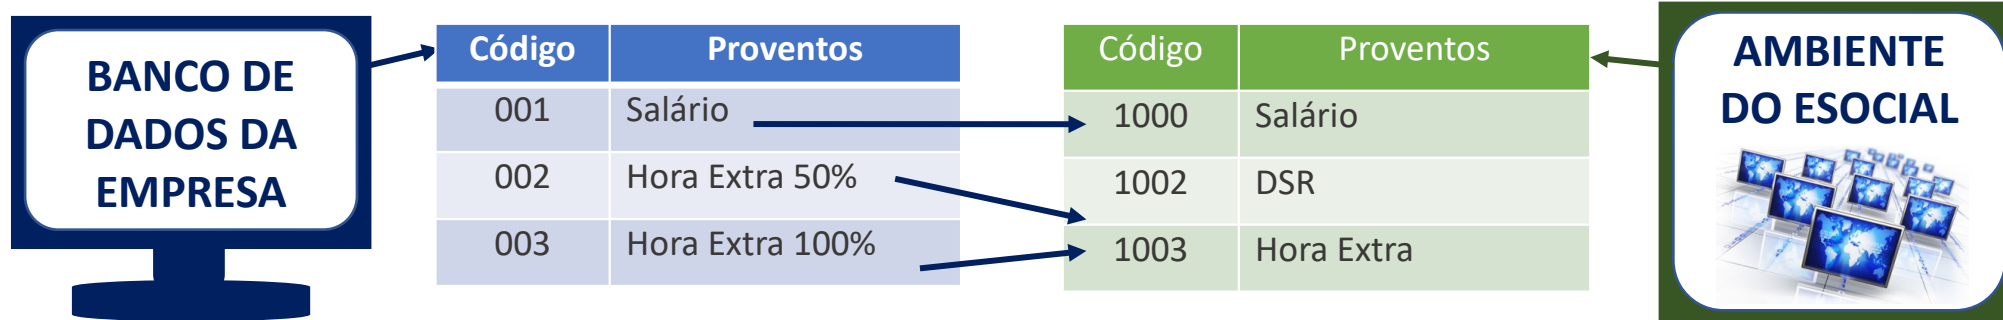 BANCO DE
DADOS DA
EMPRESA
Código Proventos
001 Salário
002 Hora Extra 50%
003 Hora Extra 100%
Código Proventos
1000 Salário
1002 DSR
1003 Hora Extra
AMBIENTE
DO ESOCIAL